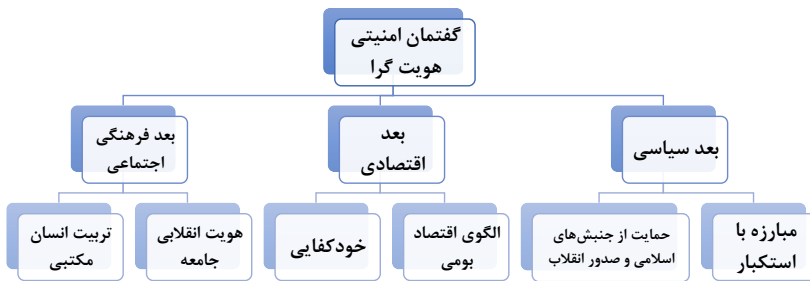 گفتمان امنیتی
هویت گرا
بعد سیاسی
بعد
اقتصادی
بعد فرهنگی
اجتماعی
مبارزه با
استکبار
حمایت از جنبش‌های
اسلامی و صدور انقلاب
الگوی اقتصاد
بومی
خودکفایی
هویت انقلابی
جامعه
تربیت انسان
مکتبی